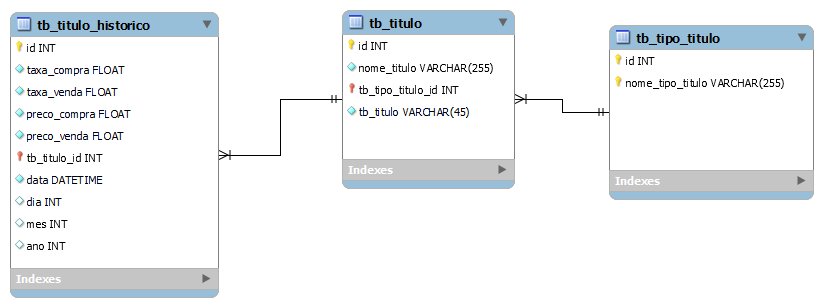 tb_titulo_historico
id INT
taxa_compra FLOAT
taxa_venda FLOAT
preco_compra FLOAT
preco_venda FLOAT
tb_titulo_id INT
data DATETIME
dia INT
mes INT
ano INT
Indexes
tb_titulo
id INT
nome_titulo VARCHAR(255)
tb_tipo_titulo_id INT
tb_titulo VARCHAR(45)
Indexes
tb_tipo_titulo
id INT
nome_tipo_titulo VARCHAR(255)
Indexes